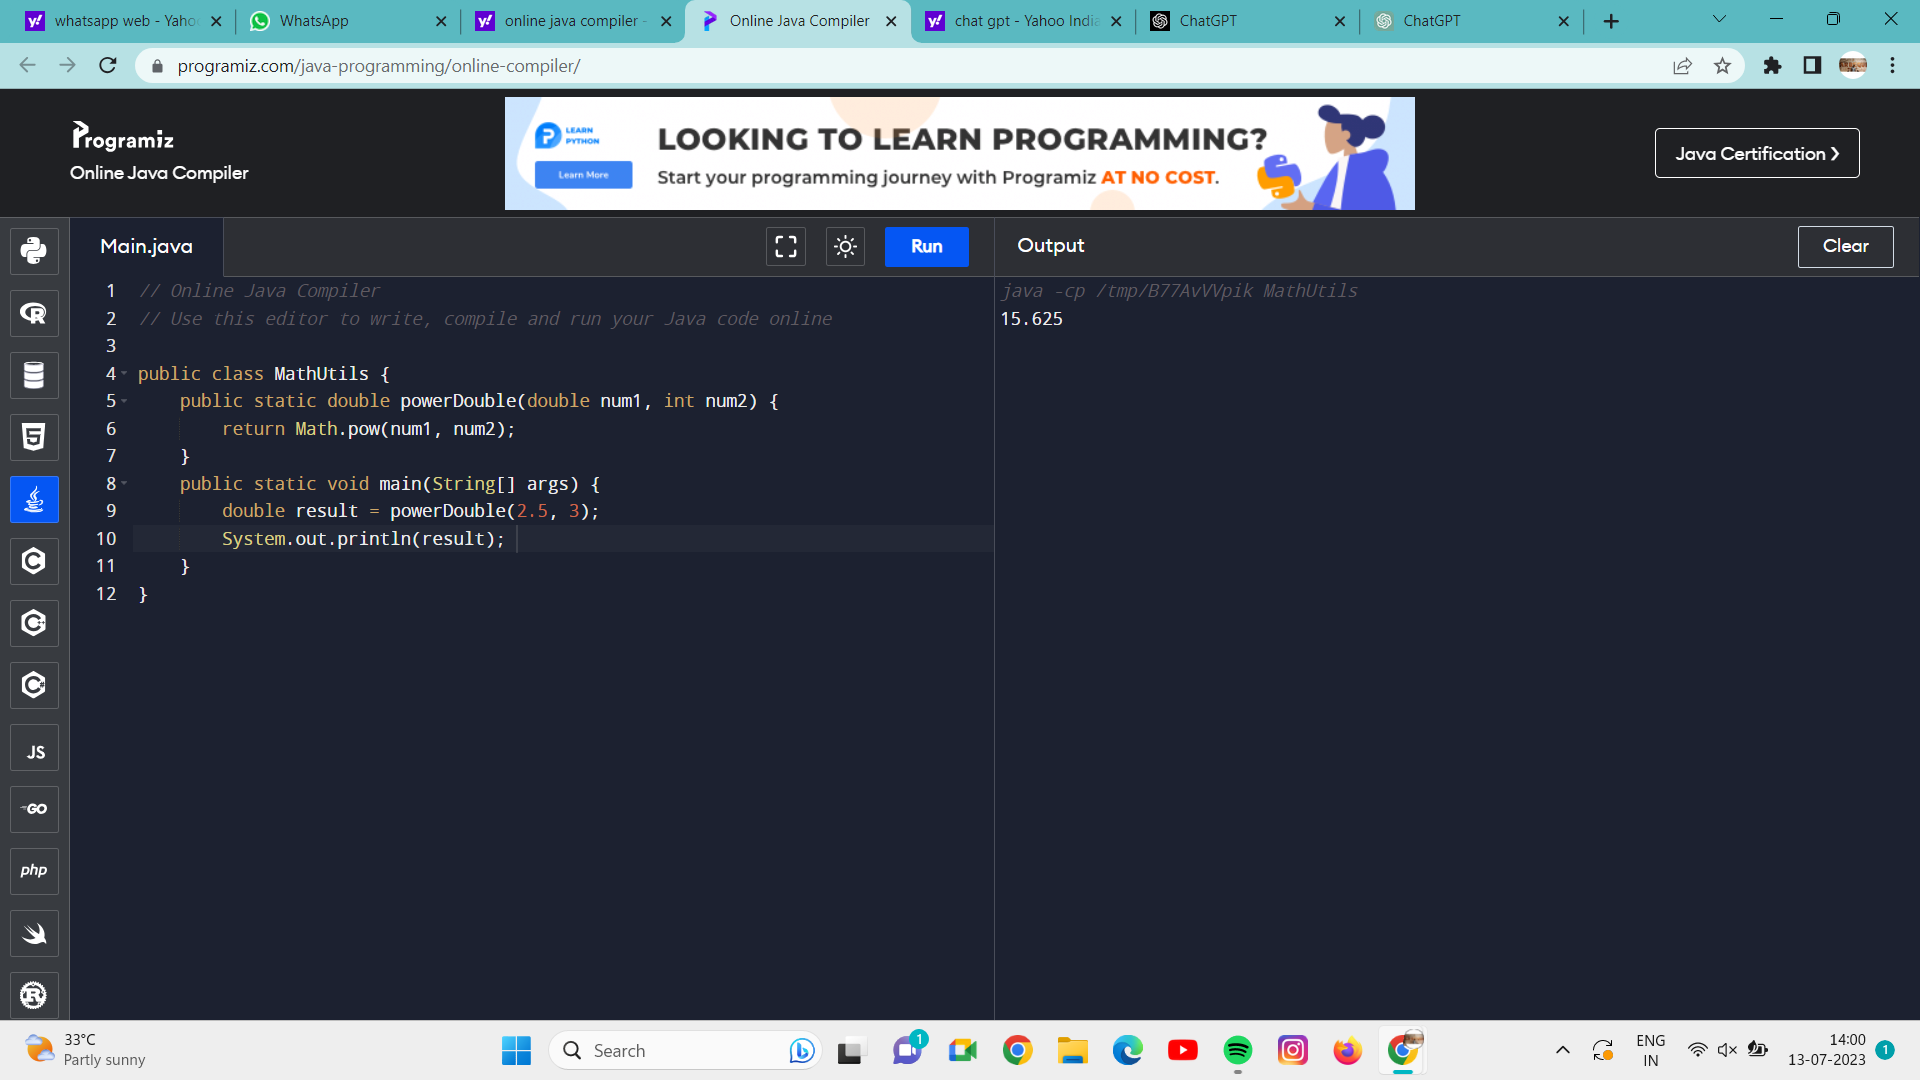 whatsapp web - Yahoo
WhatsApp
online java compiler -
Online Java Compiler
chat gpt - Yahoo India
ChatGPT
ChatGPT
programiz.com/java-programming/online-compiler/
Programiz
Online Java Compiler
LEARN
PYTHON
Learn More
LOOKING TO LEARN PROGRAMMING?
Start your programming journey with Programiz AT NO COST.
Java Certification ❯
Main.java
Run
Output
Clear
1 // Online Java Compiler
2 // Use this editor to write, compile and run your Java code online
3
4 public class MathUtils {
5     public static double powerDouble(double num1, int num2) {
6         return Math.pow(num1, num2);
7     }
8     public static void main(String[] args) {
9         double result = powerDouble(2.5, 3);
10         System.out.println(result);
11     }
12 }
java -cp /tmp/B77AvVVpik MathUtils
15.625
JS
GO
php
33°C
Partly sunny
Search
1
ENG
IN
14:00
13-07-2023
1